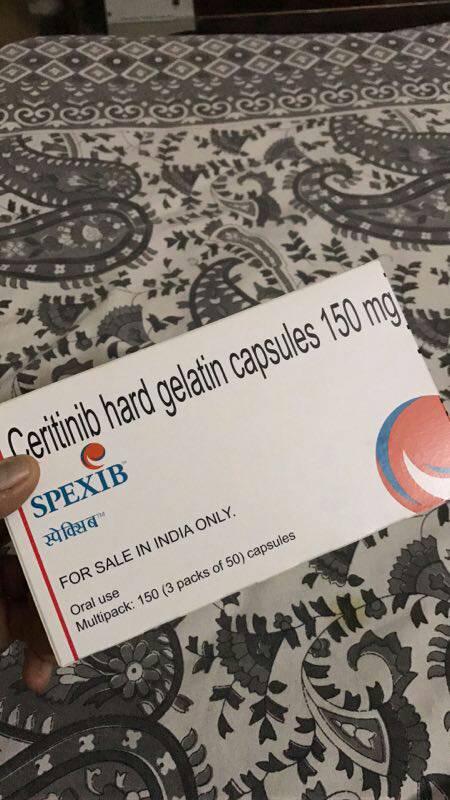 Ceritinib hard gelatin capsules 150 mg
SPEXIB™
स्पेक्सिब™
FOR SALE IN INDIA ONLY.
Oral use
Multipack: 150 (3 packs of 50) capsules